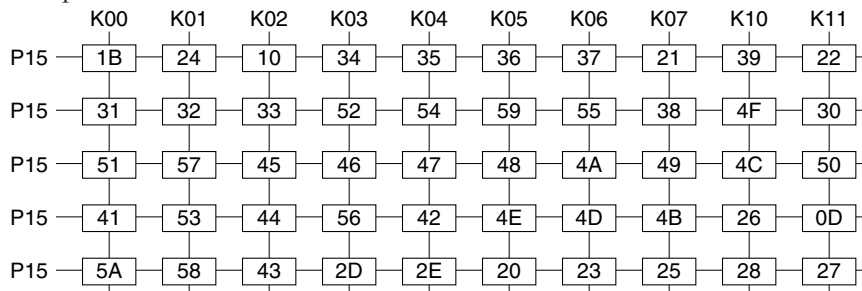 K00 K01 K02 K03 K04 K05 K06 K07 K10 K11
P15 1B 24 10 34 35 36 37 21 39 22
P15 31 32 33 52 54 59 55 38 4F 30
P15 51 57 45 46 47 48 4A 49 4C 50
P15 41 53 44 56 42 4E 4D 4B 26 0D
P15 5A 58 43 2D 2E 20 23 25 28 27